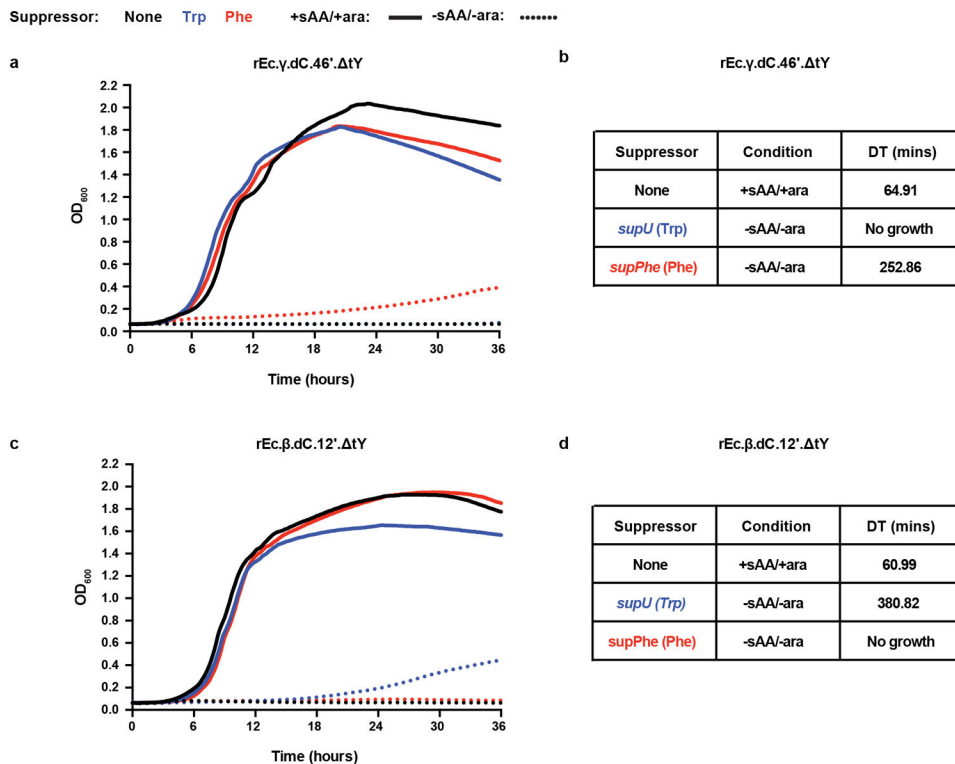 Suppressor: None Trp Phe +sAA/+ara: -sAA/-ara:
a
rEc.γ.dC.46'.ΔtY
2.2
2.0
1.8
1.6
1.4
1.2
1.0
0.8
0.6
0.4
0.2
0.0
OD600
0 6 12 18 24 30 36
Time (hours)
b
rEc.γ.dC.46'.ΔtY
Suppressor Condition DT (mins)
None +sAA/+ara 64.91
supU (Trp) -sAA/-ara No growth
supPhe (Phe) -sAA/-ara 252.86
c
rEc.β.dC.12'.ΔtY
2.2
2.0
1.8
1.6
1.4
1.2
1.0
0.8
0.6
0.4
0.2
0.0
OD600
0 6 12 18 24 30 36
Time (hours)
d
rEc.β.dC.12'.ΔtY
Suppressor Condition DT (mins)
None +sAA/+ara 60.99
supU (Trp) -sAA/-ara 380.82
supPhe (Phe) -sAA/-ara No growth